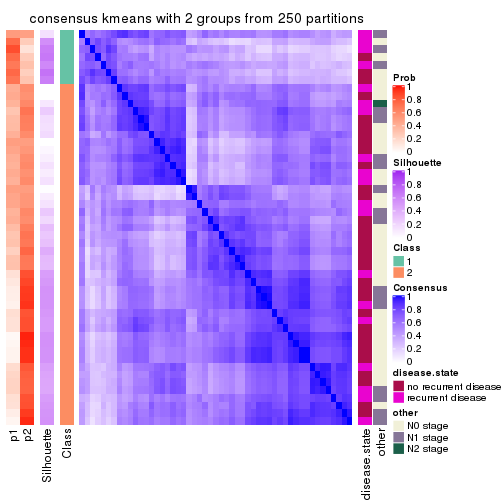 consensus kmeans with 2 groups from 250 partitions
Prob
1
0.8
0.6
0.4
0.2
0
Silhouette
1
0.8
0.6
0.4
0.2
0
Class
1
2
Consensus
1
0.8
0.6
0.4
0.2
0
disease.state
no recurrent disease
recurrent disease
other
N0 stage
N1 stage
N2 stage
p1
p2
Silhouette
Class
disease.state
other